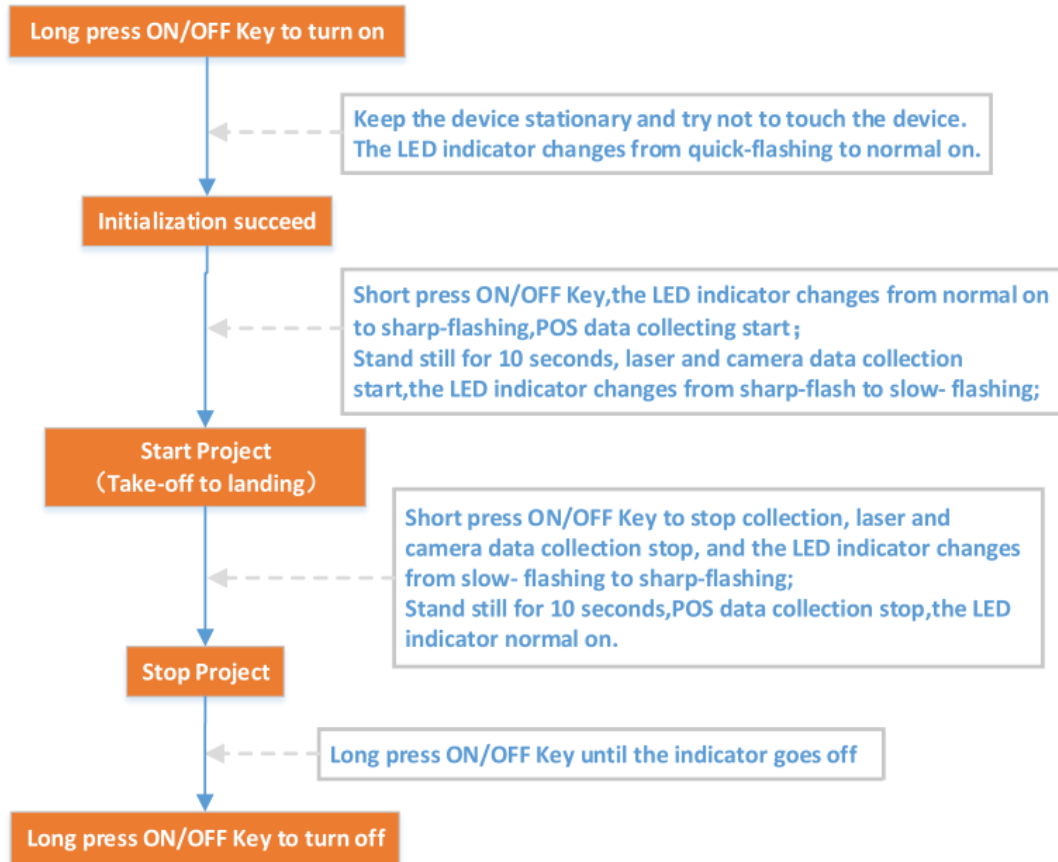 Long press ON/OFF Key to turn on
Keep the device stationary and try not to touch the device.
The LED indicator changes from quick-flashing to normal on.
Initialization succeed
Short press ON/OFF Key,the LED indicator changes from normal on
to sharp-flashing,POS data collecting start；
Stand still for 10 seconds, laser and camera data collection
start,the LED indicator changes from sharp-flash to slow- flashing;
Start Project
（Take-off to landing）
Short press ON/OFF Key to stop collection, laser and
camera data collection stop, and the LED indicator changes
from slow- flashing to sharp-flashing;
Stand still for 10 seconds,POS data collection stop,the LED
indicator normal on.
Stop Project
Long press ON/OFF Key until the indicator goes off
Long press ON/OFF Key to turn off